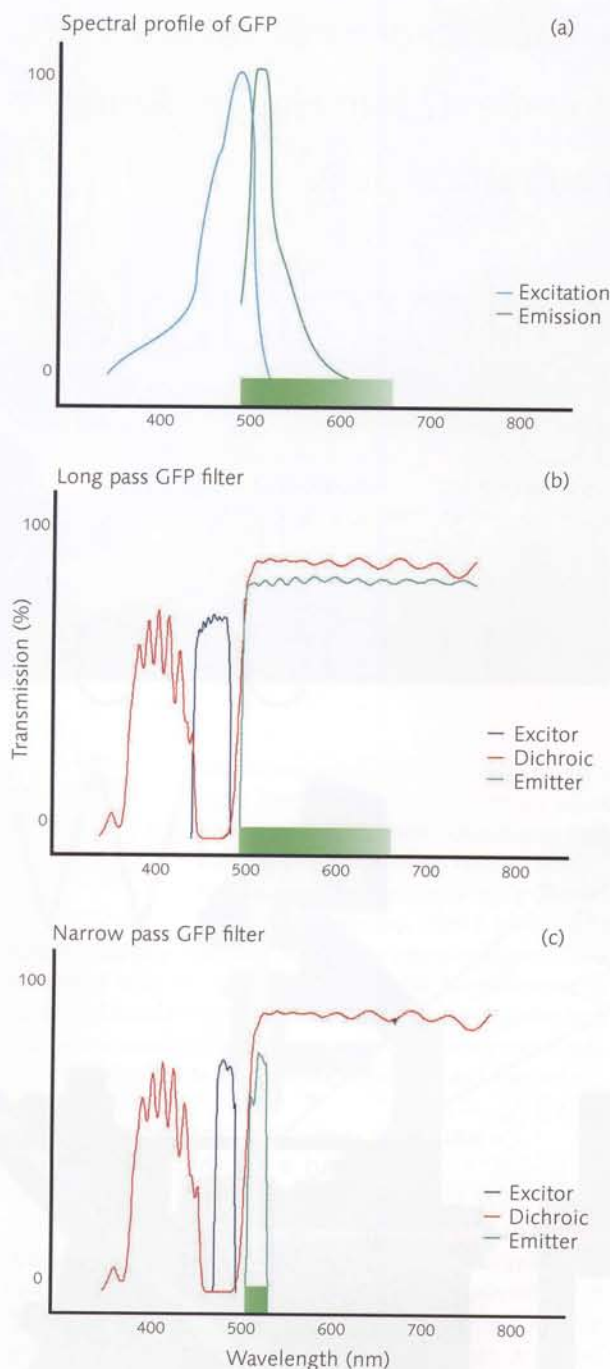 Spectral profile of GFP
(a)
100
0
Excitation
Emission
400 500 600 700 800
Long pass GFP filter
(b)
100
0
Transmission (%)
Excitor
Dichroic
Emitter
400 500 600 700 800
Narrow pass GFP filter
(c)
100
0
Excitor
Dichroic
Emitter
400 500 600 700 800
Wavelength (nm)